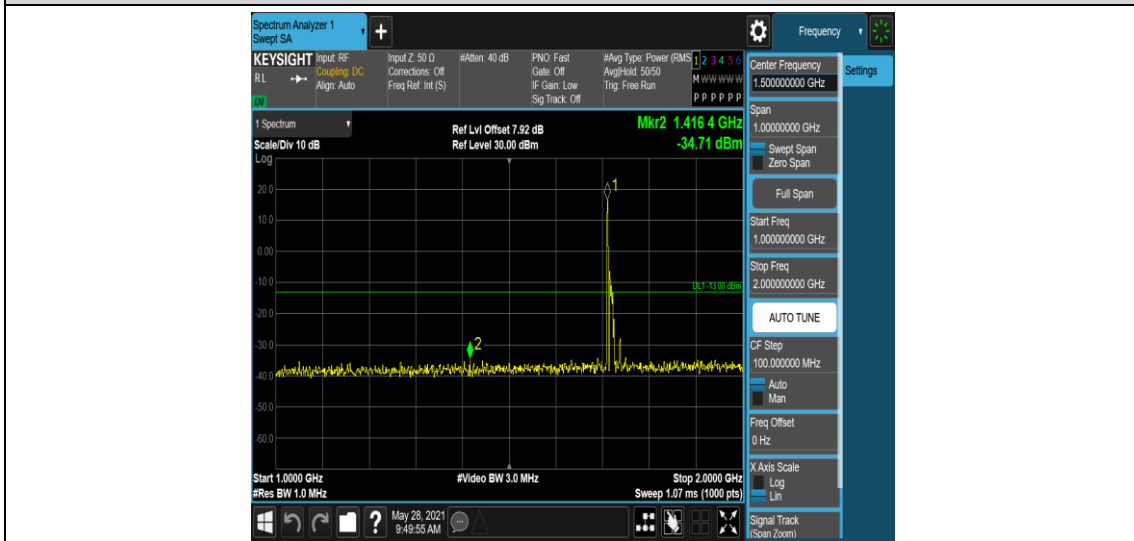 Spectrum Analyzer 1
Swept SA
+
Frequency
KEYSIGHT
RL
LXI
Input: RF
Coupling: DC
Align: Auto
Input Z: 50 Ω
Corrections: Off
Freq Ref: Int (S)
#Atten: 40 dB
PNO: Fast
Gate: Off
IF Gain: Low
Sig Track: Off
#Avg Type: Power (RMS
Avg|Hold: 50/50
Trig: Free Run
1 2 3 4 5 6
M W W W W W
P P P P P P
1 Spectrum
Scale/Div 10 dB
Log
Ref Lvl Offset 7.92 dB
Ref Level 30.00 dBm
Mkr2 1.416 4 GHz
-34.71 dBm
20.0
10.0
0.00
-10.0
-20.0
-30.0
-40.0
-50.0
-60.0
1
2
DL1 -13.00 dBm
Start 1.0000 GHz
#Res BW 1.0 MHz
#Video BW 3.0 MHz
Stop 2.0000 GHz
Sweep 1.07 ms (1000 pts)
Center Frequency
1.500000000 GHz
Settings
Span
1.00000000 GHz
Swept Span
Zero Span
Full Span
Start Freq
1.000000000 GHz
Stop Freq
2.000000000 GHz
AUTO TUNE
CF Step
100.000000 MHz
Auto
Man
Freq Offset
0 Hz
X Axis Scale
Log
Lin
Signal Track
(Span Zoom)
?
May 28, 2021
9:49:55 AM